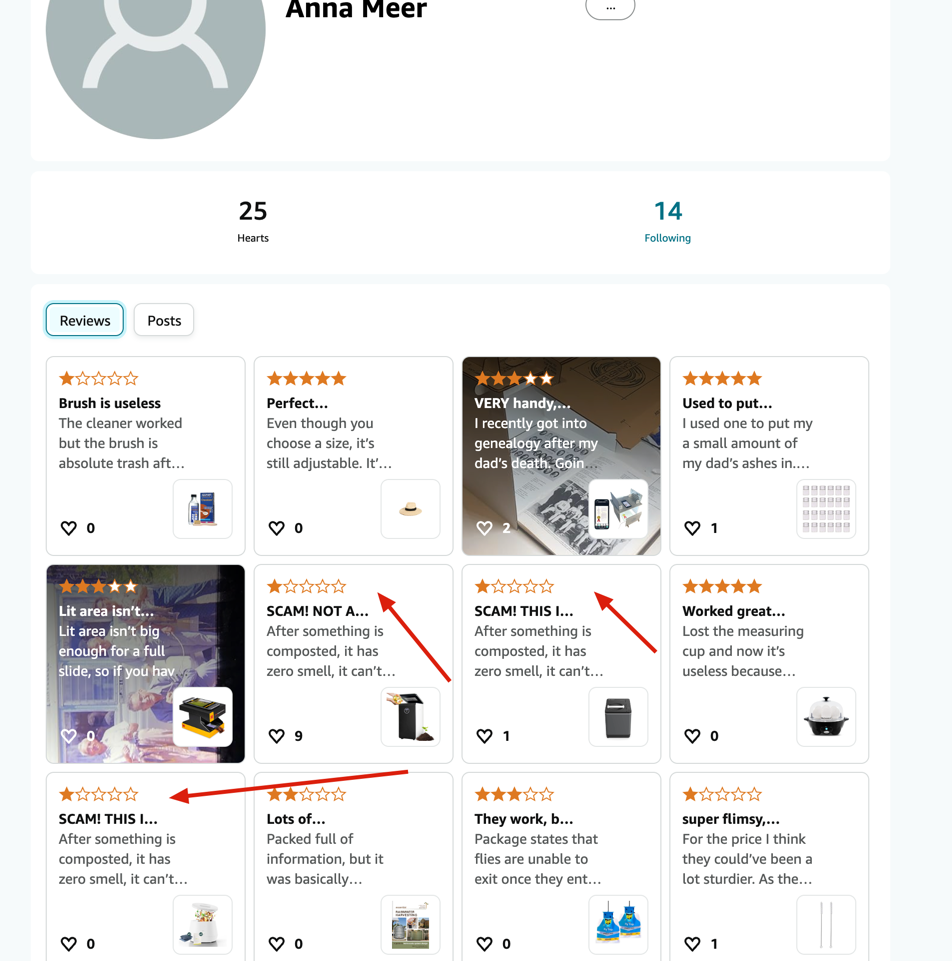 Anna Meer
...
25
Hearts
14
Following
Reviews
Posts
Brush is useless
The cleaner worked
but the brush is
absolute trash aft...
0
Perfect...
Even though you
choose a size, it's
still adjustable. It'...
0
VERY handy,...
I recently got into
genealogy after my
dad's death. Goin...
2
Used to put...
I used one to put my
a small amount of
my dad's ashes in....
1
Lit area isn't...
Lit area isn't big
enough for a full
slide, so if you hav
0
SCAM! NOT A...
After something is
composted, it has
zero smell, it can't...
9
SCAM! THIS I...
After something is
composted, it has
zero smell, it can't...
1
Worked great...
Lost the measuring
cup and now it's
useless because...
0
SCAM! THIS I...
After something is
composted, it has
zero smell, it can't...
0
Lots of...
Packed full of
information, but it
was basically...
0
They work, b...
Package states that
flies are unable to
exit once they ent...
0
super flimsy,...
For the price I think
they could've been a
lot sturdier. As the...
1